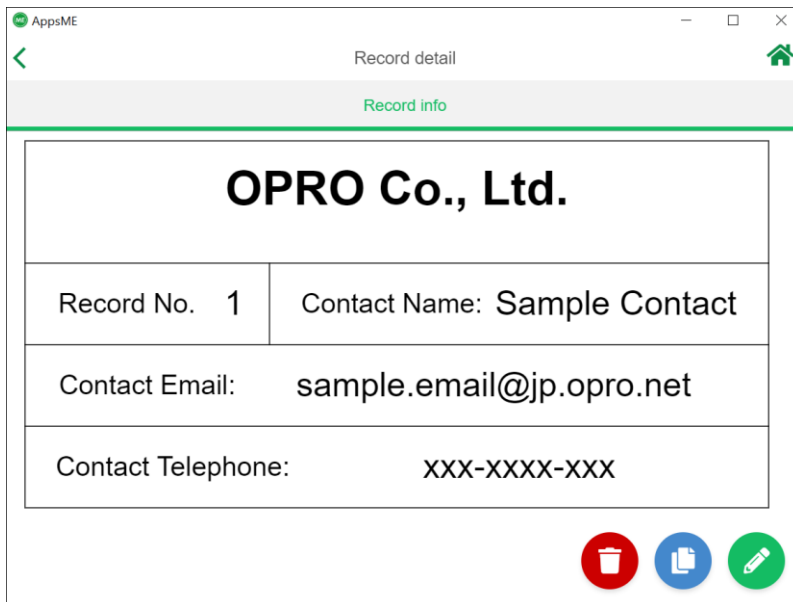 ME AppsME
Record detail
Record info
OPRO Co., Ltd.
Record No. 1 Contact Name: Sample Contact
Contact Email: sample.email@jp.opro.net
Contact Telephone: xxx-xxxx-xxx